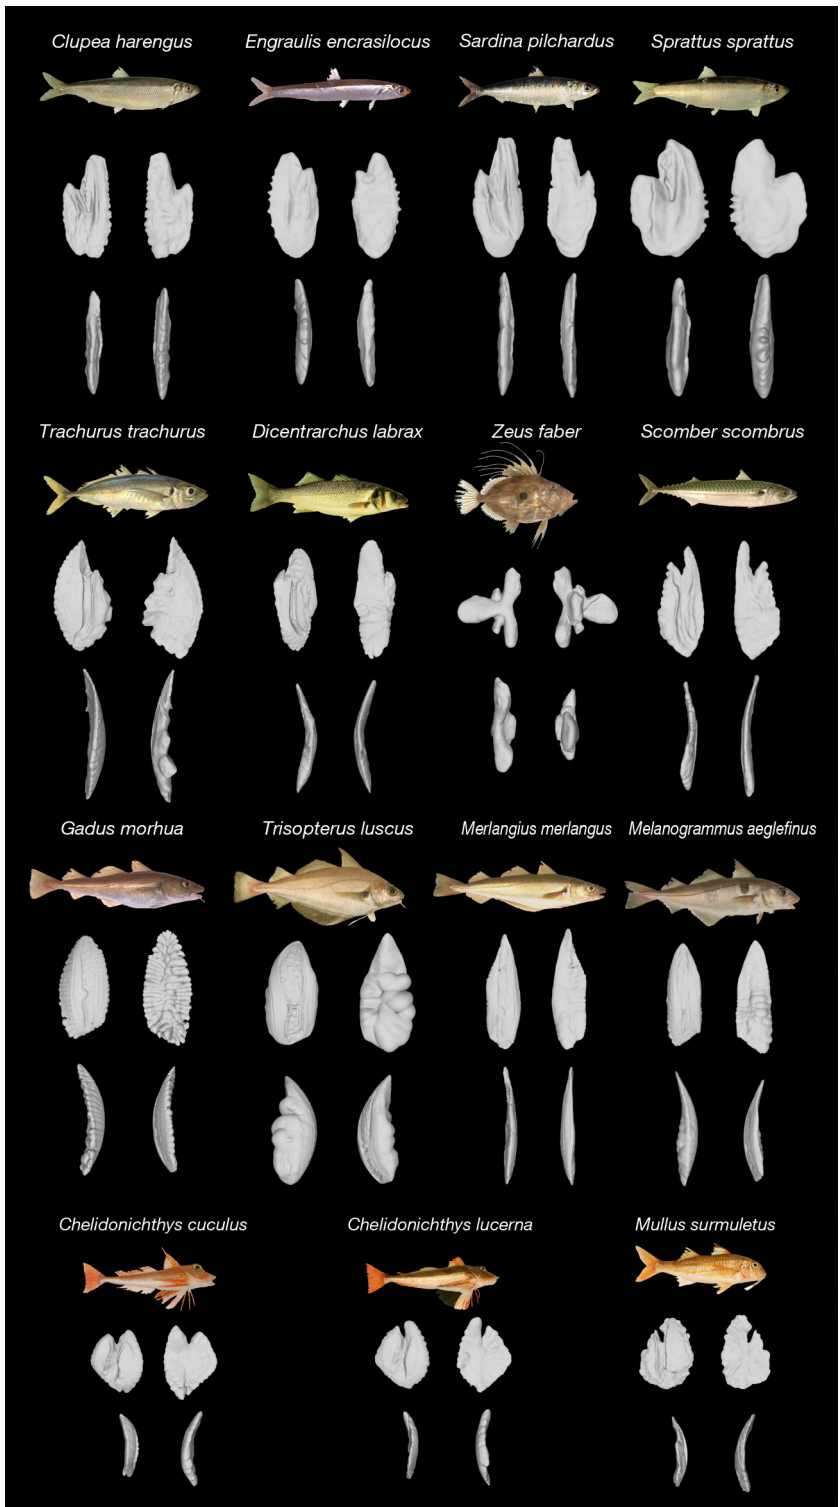 Clupea harengus
Engraulis encrasilocus
Sardina pilchardus
Sprattus sprattus
Trachurus trachurus
Dicentrarchus labrax
Zeus faber
Scomber scombrus
Gadus morhua
Trisopterus luscus
Merlangius merlangus
Melanogrammus aeglefinus
Chelidonichthys cuculus
Chelidonichthys lucerna
Mullus surmuletus